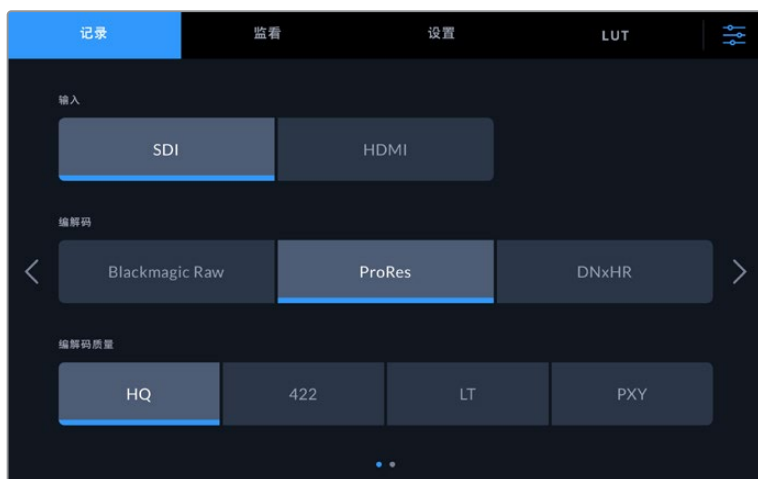 记录 监看 设置 LUT
输入
SDI HDMI
编解码
Blackmagic Raw ProRes DNxHR
编解码质量
HQ 422 LT PXY